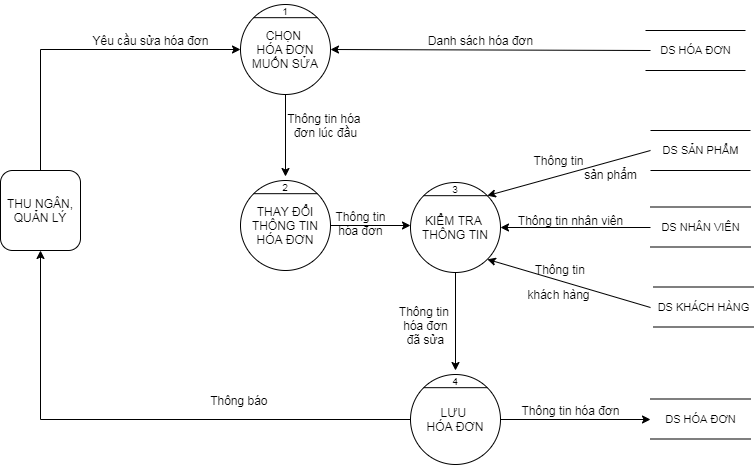 1
CHỌN
HÓA ĐƠN
MUỐN SỬA
Yêu cầu sửa hóa đơn
Danh sách hóa đơn
DS HÓA ĐƠN
Thông tin hóa
đơn lúc đầu
DS SẢN PHẨM
Thông tin
sản phẩm
THU NGÂN,
QUẢN LÝ
2
THAY ĐỔI
THÔNG TIN
HÓA ĐƠN
Thông tin
hóa đơn
3
KIỂM TRA
THÔNG TIN
Thông tin nhân viên
DS NHÂN VIÊN
Thông tin
khách hàng
DS KHÁCH HÀNG
Thông tin
hóa đơn
đã sửa
4
LƯU
HÓA ĐƠN
Thông báo
Thông tin hóa đơn
DS HÓA ĐƠN